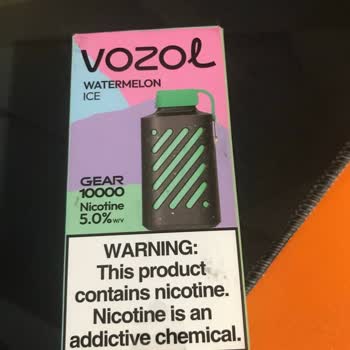 VOZOL
WATERMELON
ICE
GEAR
10000
Nicotine
5.0% W/V
WARNING:
This product
contains nicotine.
Nicotine is an
addictive chemical.